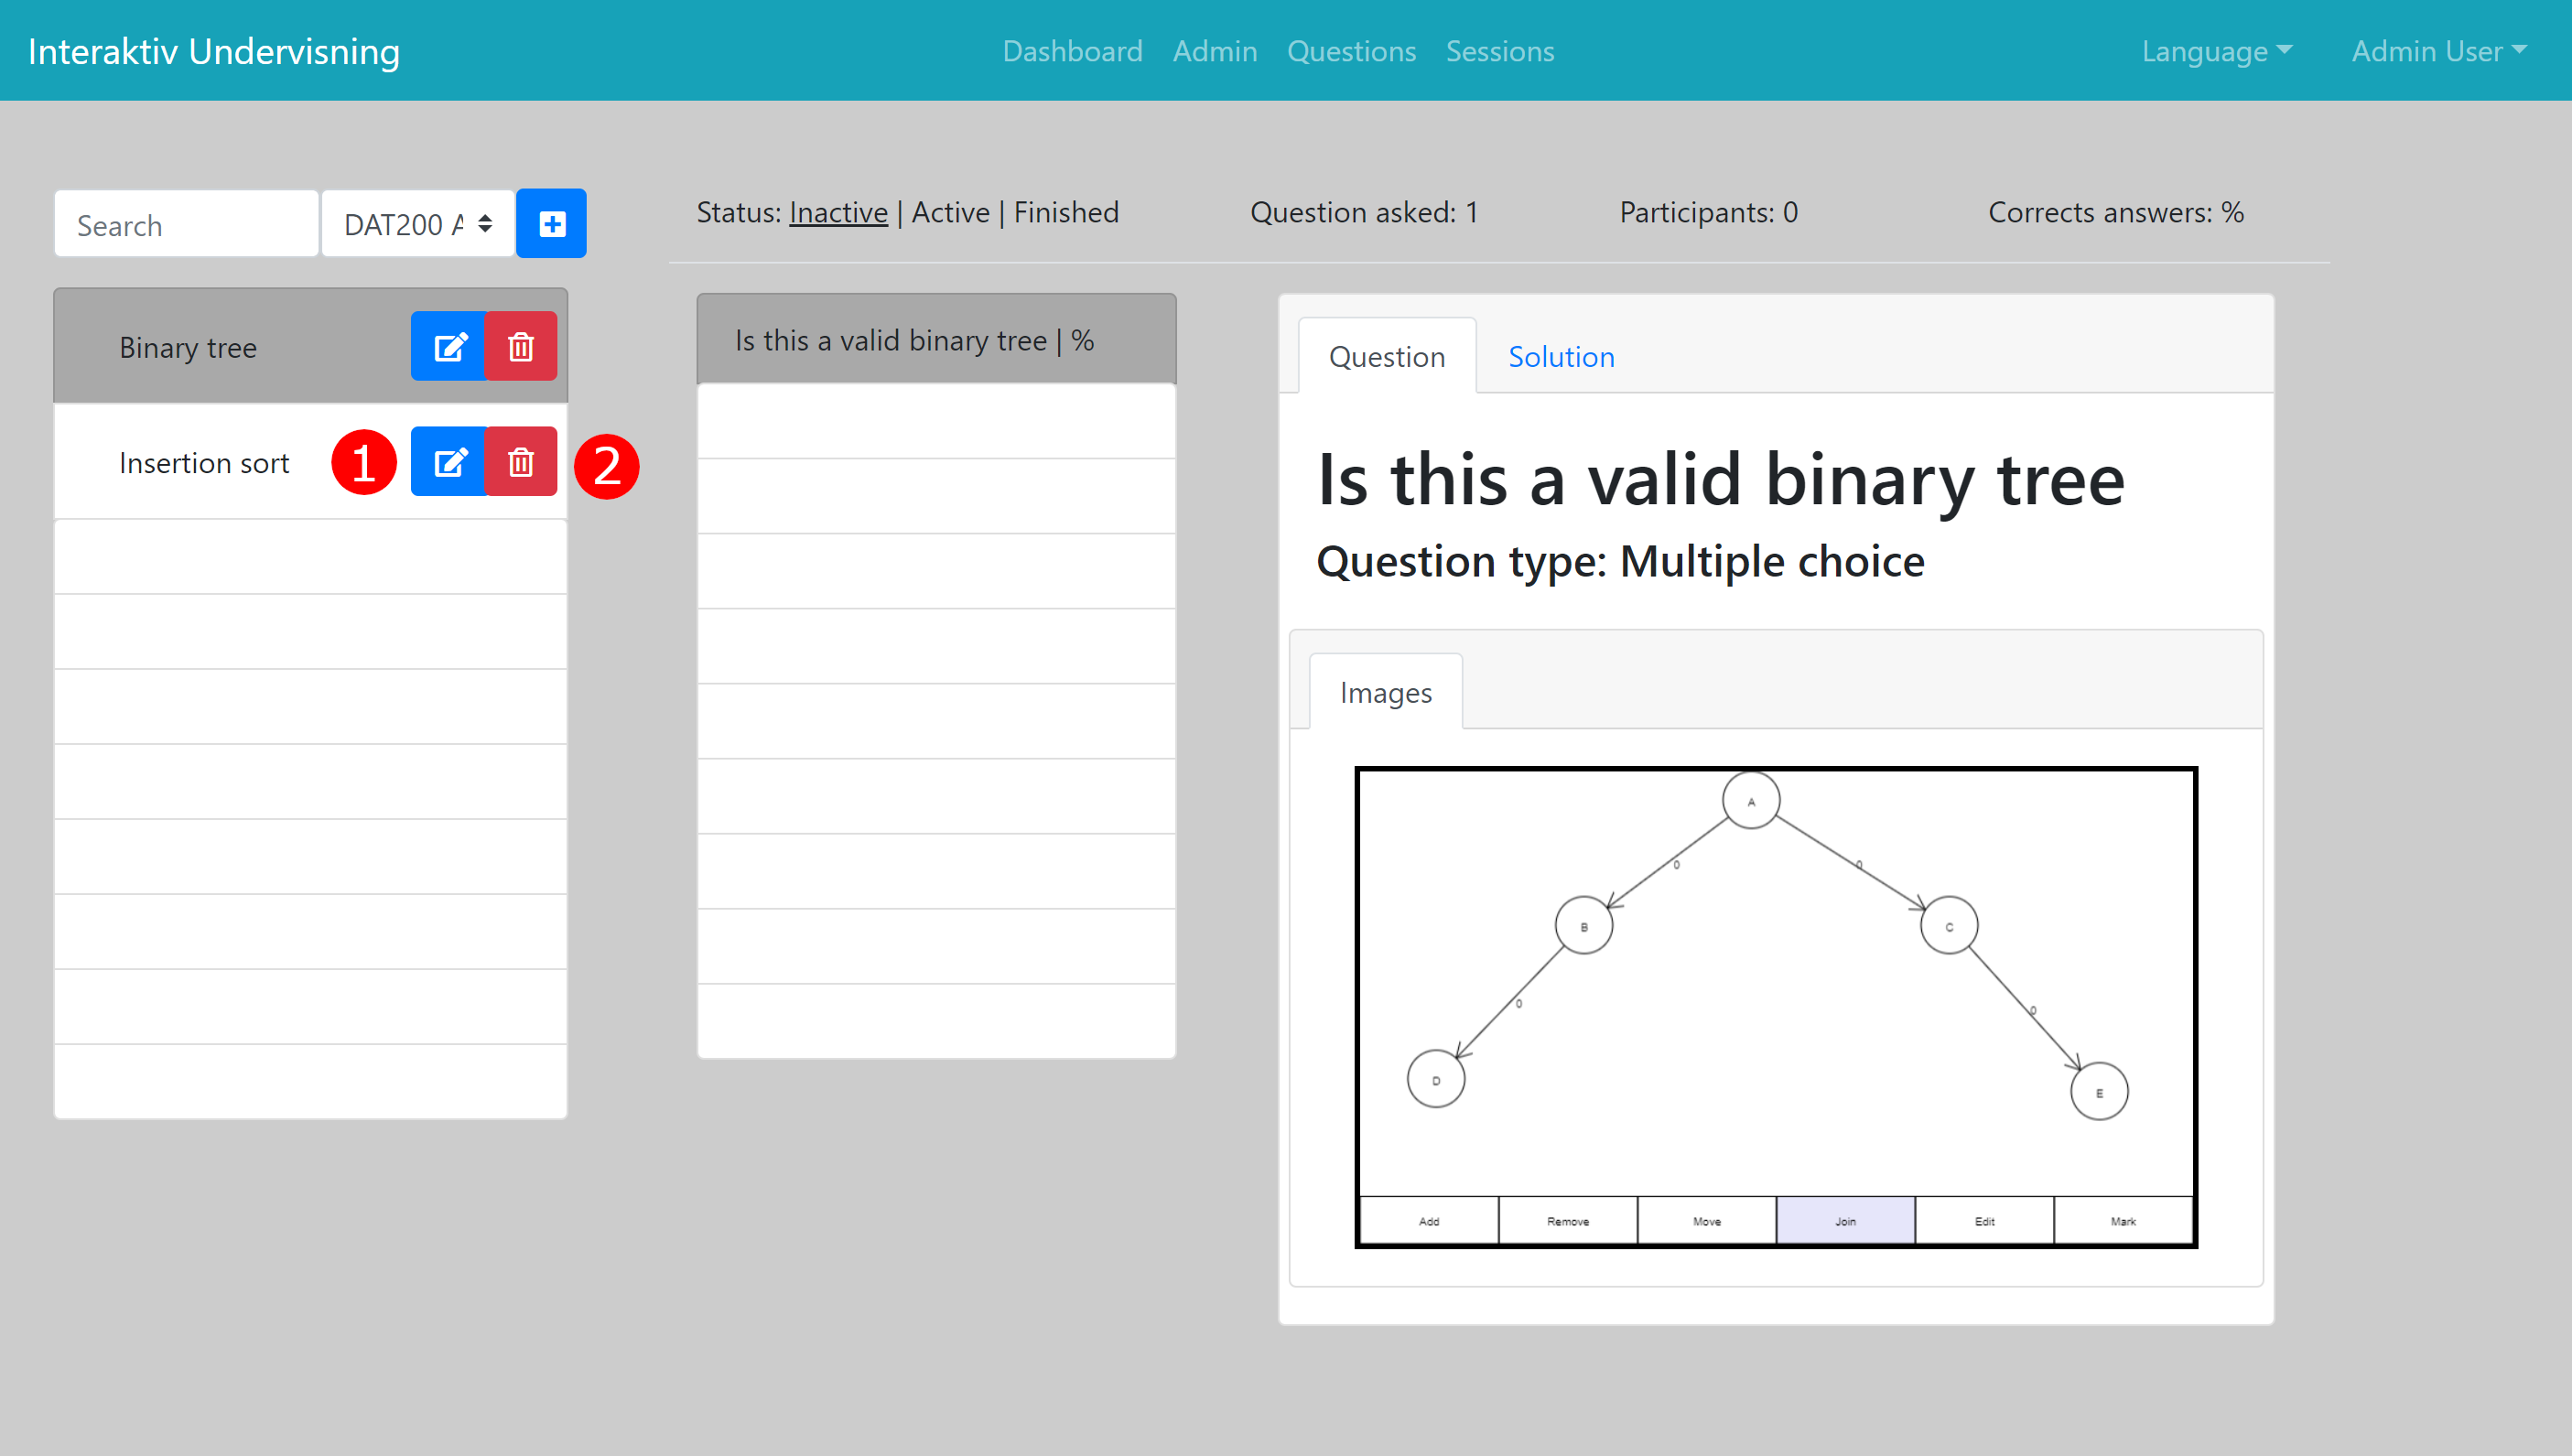 Interaktiv Undervisning
Dashboard Admin Questions Sessions
Language
Admin User
Search
DAT200 A
Status: Inactive | Active | Finished
Question asked: 1
Participants: 0
Corrects answers: %
Binary tree
Insertion sort
1
2
Is this a valid binary tree | %
Question
Solution
Is this a valid binary tree
Question type: Multiple choice
Images
A
0
0
B
C
0
0
D
E
Add
Remove
Move
Join
Edit
Mark